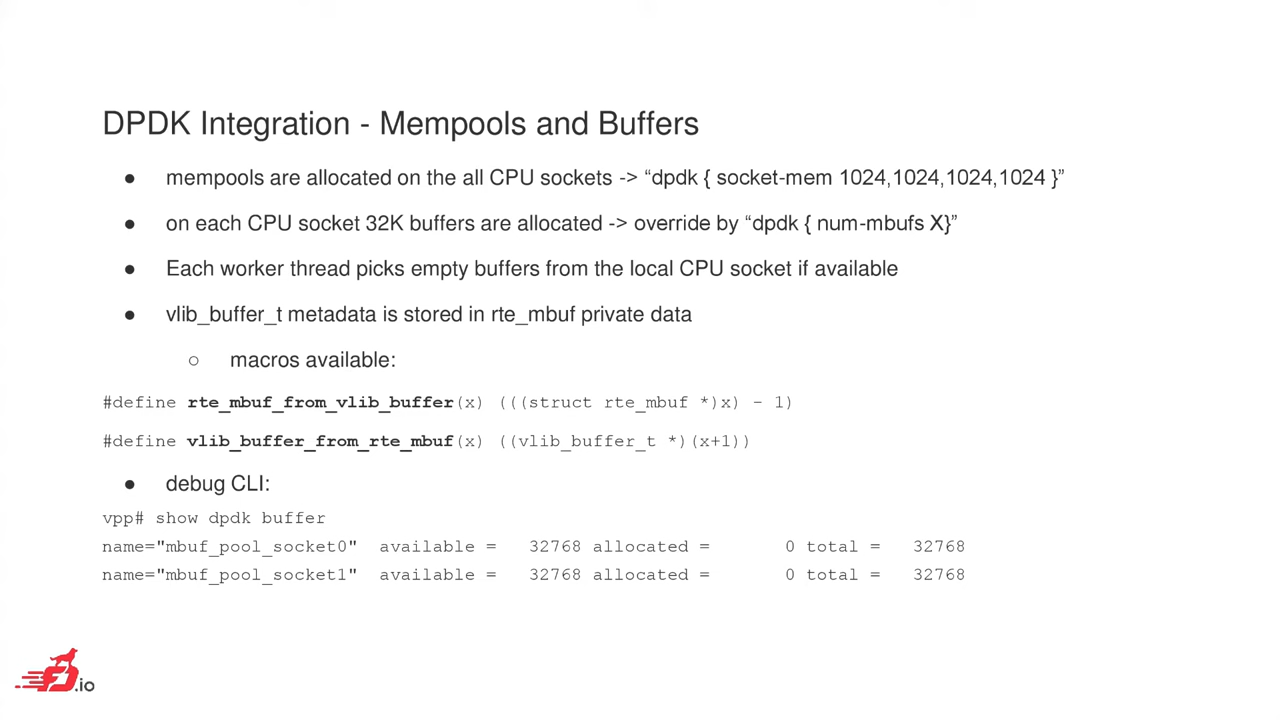 DPDK Integration - Mempools and Buffers
● mempools are allocated on the all CPU sockets -> “dpdk { socket-mem 1024,1024,1024,1024 }”
● on each CPU socket 32K buffers are allocated -> override by “dpdk { num-mbufs X}”
● Each worker thread picks empty buffers from the local CPU socket if available
● vlib_buffer_t metadata is stored in rte_mbuf private data
○ macros available:
#define rte_mbuf_from_vlib_buffer(x) (((struct rte_mbuf *)x) - 1)
#define vlib_buffer_from_rte_mbuf(x) ((vlib_buffer_t *)(x+1))
● debug CLI:
vpp# show dpdk buffer
name="mbuf_pool_socket0" available = 32768 allocated = 0 total = 32768
name="mbuf_pool_socket1" available = 32768 allocated = 0 total = 32768
FD.io